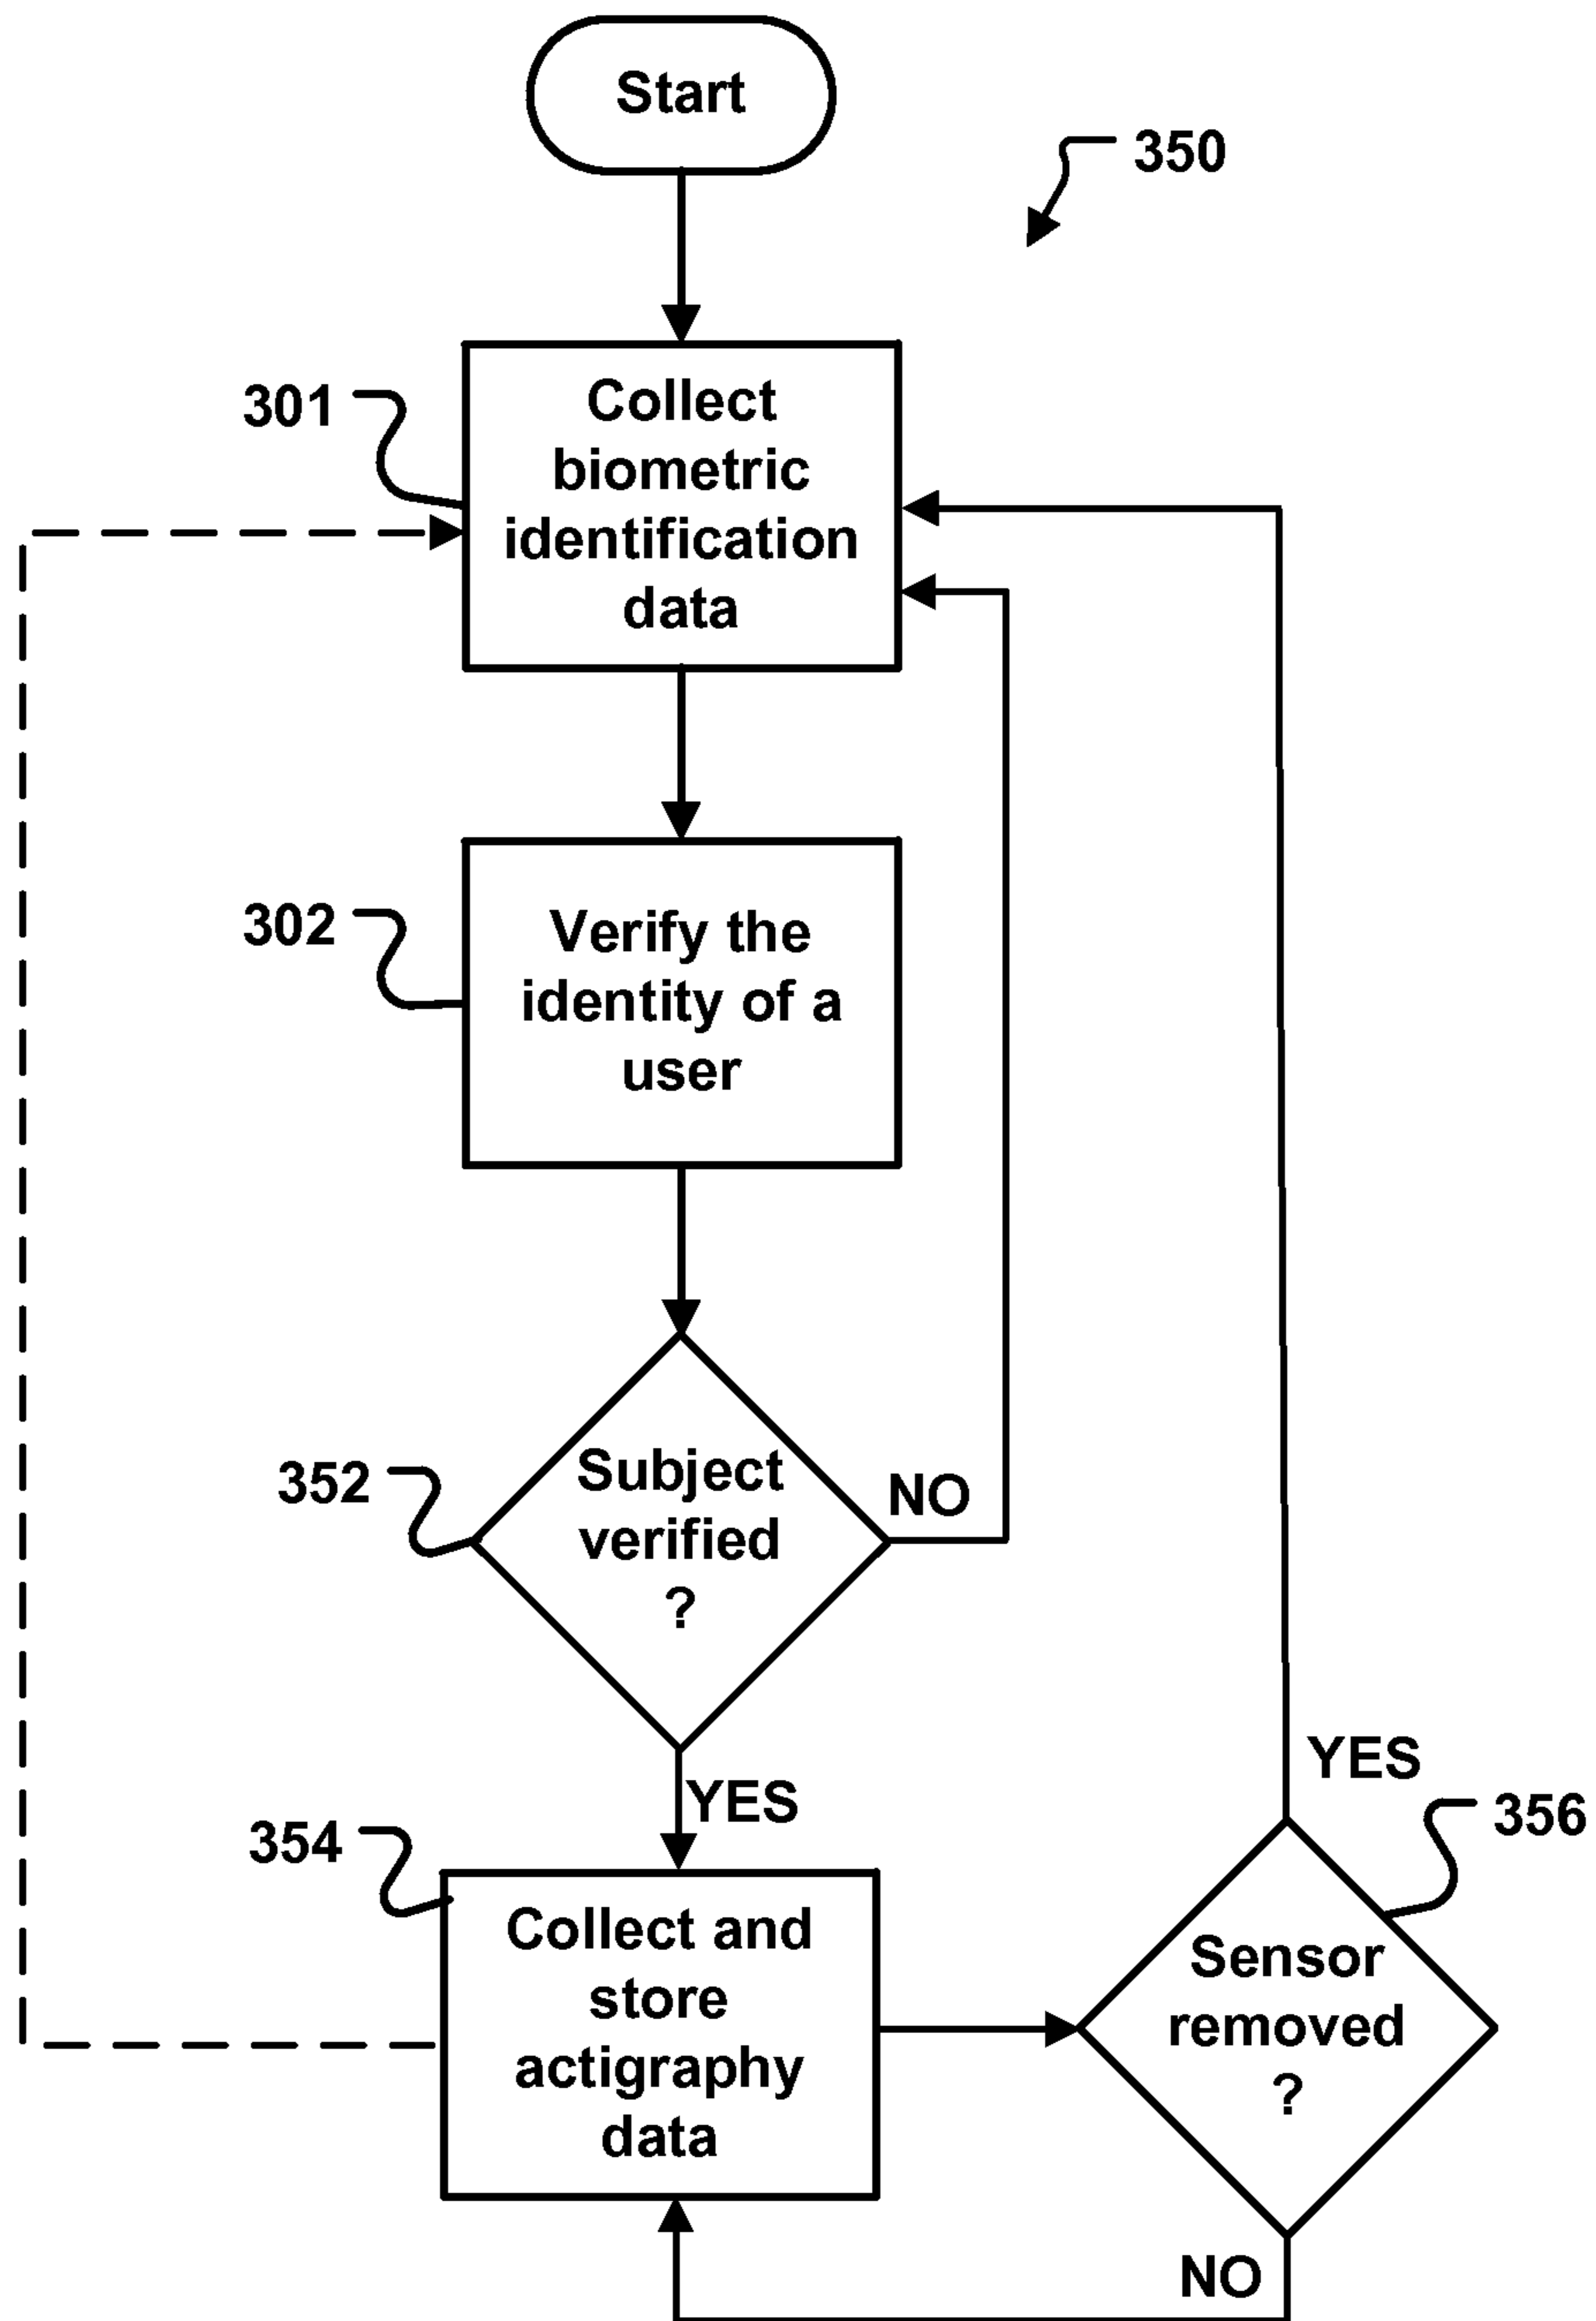 Start
350
301
Collect
biometric
identification
data
302
Verify the
identity of a
user
352
Subject
verified
?
NO
YES
354
Collect and
store
actigraphy
data
YES
356
Sensor
removed
?
NO